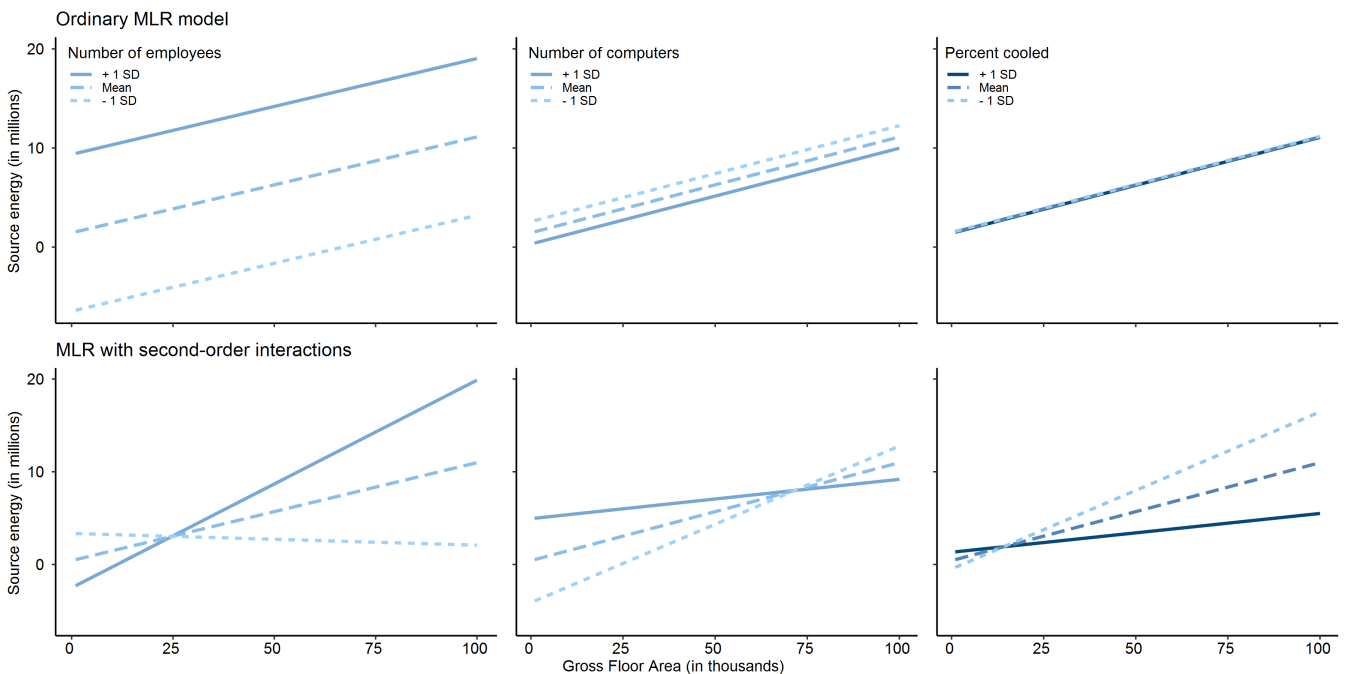 Ordinary MLR model
Number of employees
+ 1 SD
Mean
- 1 SD
Number of computers
+ 1 SD
Mean
- 1 SD
Percent cooled
+ 1 SD
Mean
- 1 SD
20
10
0
Source energy (in millions)
MLR with second-order interactions
20
10
0
Source energy (in millions)
0 25 50 75 100
0 25 50 75 100
0 25 50 75 100
Gross Floor Area (in thousands)